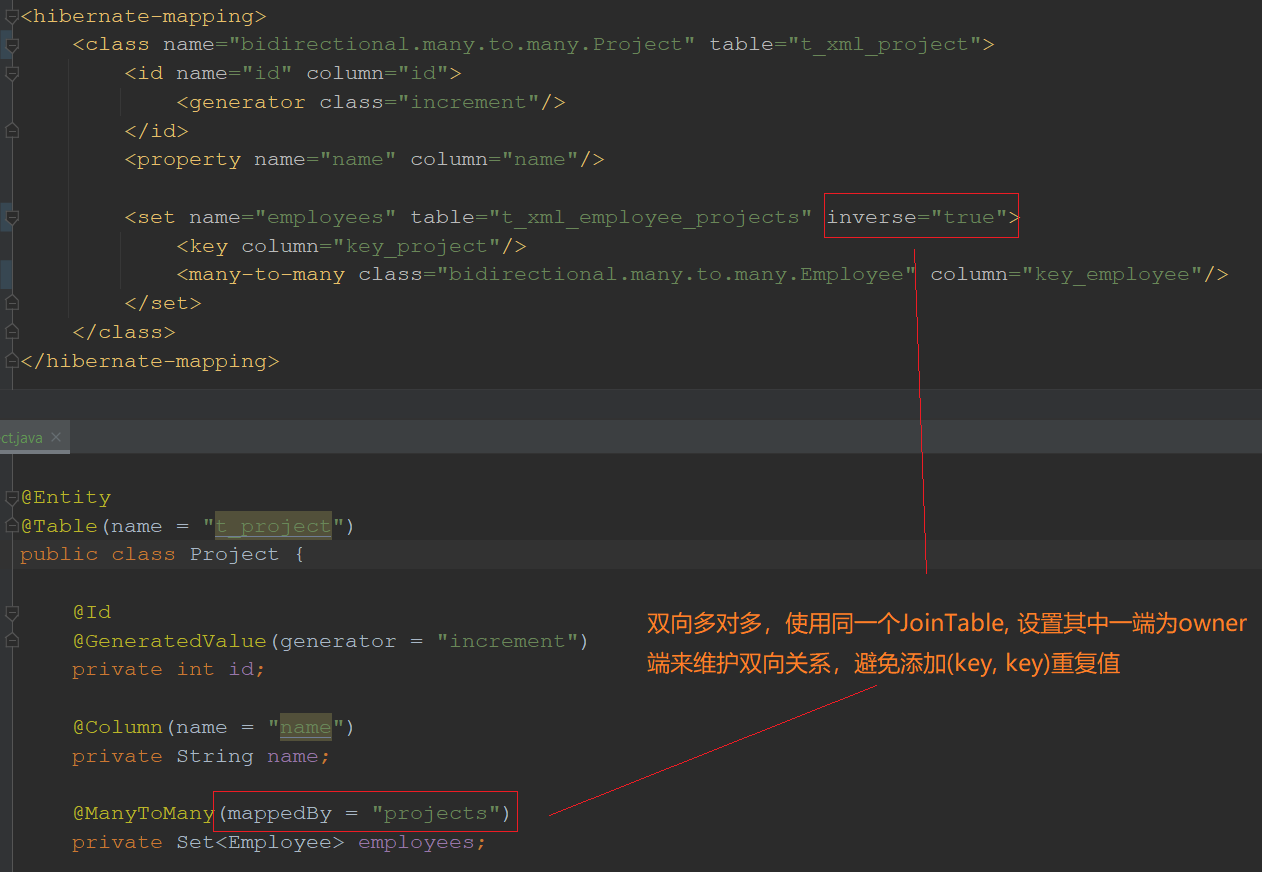 <hibernate-mapping>
<class name="bidirectional.many.to.many.Project" table="t_xml_project">
<id name="id" column="id">
<generator class="increment"/>
</id>
<property name="name" column="name"/>
<set name="employees" table="t_xml_employee_projects" inverse="true">
<key column="key_project"/>
<many-to-many class="bidirectional.many.to.many.Employee" column="key_employee"/>
</set>
</class>
</hibernate-mapping>
ct.java
@Entity
@Table(name = "t_project")
public class Project {
@Id
@GeneratedValue(generator = "increment")
private int id;
双向多对多，使用同一个JoinTable, 设置其中一端为owner
端来维护双向关系，避免添加(key, key)重复值
@Column(name = "name")
private String name;
@ManyToMany(mappedBy = "projects")
private Set<Employee> employees;